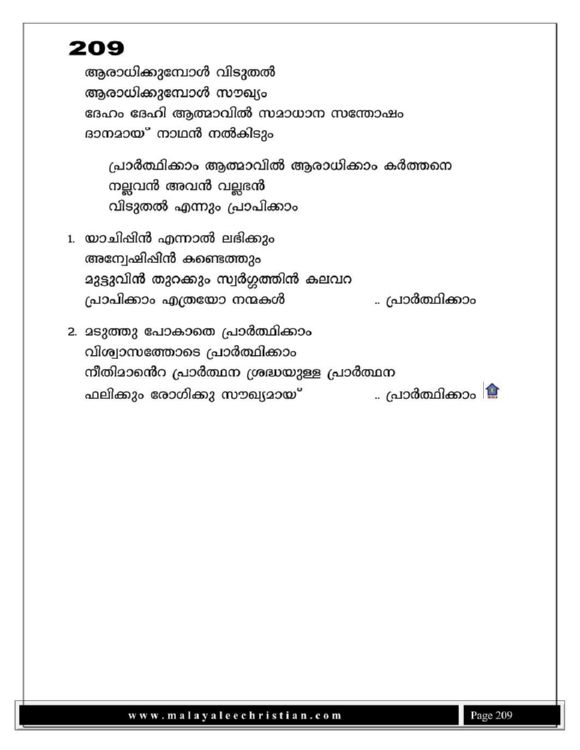 209
ആരാധിക്കുമ്പോൾ വിടുതൽ
ആരാധിക്കുമ്പോൾ സൗഖ്യം
ദേഹം ദേഹി ആത്മാവിൽ സമാധാന സന്തോഷം
ദാനമായ് നാഥൻ നൽകിടും
പ്രാർത്ഥിക്കാം ആത്മാവിൽ ആരാധിക്കാം കർത്തനെ
നല്ലവൻ അവൻ വല്ലഭൻ
വിടുതൽ എന്നും പ്രാപിക്കാം
1. യാചിപ്പിൻ എന്നാൽ ലഭിക്കും
അന്വേഷിപ്പിൻ കണ്ടെത്തും
മുട്ടുവിൻ തുറക്കും സ്വർഗ്ഗത്തിൻ കലവറ
പ്രാപിക്കാം എത്രയോ നന്മകൾ .. പ്രാർത്ഥിക്കാം
2. മടുത്തു പോകാതെ പ്രാർത്ഥിക്കാം
വിശ്വാസത്തോടെ പ്രാർത്ഥിക്കാം
നീതിമാൻെറ പ്രാർത്ഥന ശ്രദ്ധയുള്ള പ്രാർത്ഥന
ഫലിക്കും രോഗിക്കു സൗഖ്യമായ് .. പ്രാർത്ഥിക്കാം
www.malayaleechristian.com Page 209